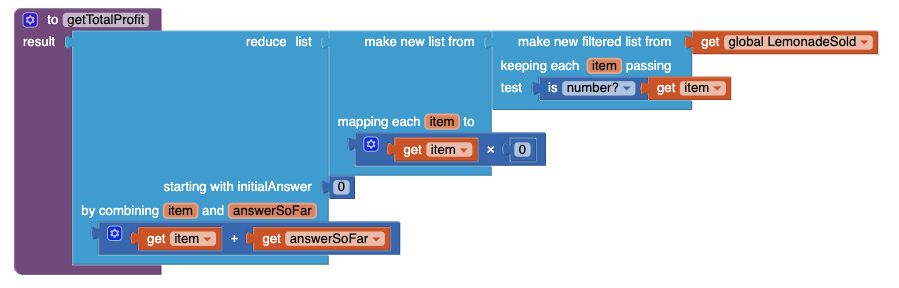 to getTotalProfit
result reduce list make new list from make new filtered list from get global LemonadeSold
keeping each item passing
test is number? get item
mapping each item to
get item × 0
starting with initialAnswer 0
by combining item and answerSoFar
get item + get answerSoFar